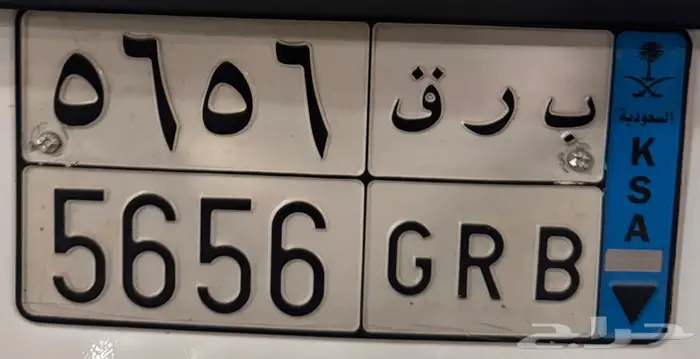 ٥٦٥٦ ب ر ق
5656 GRB
السعودية
K
S
A
حراج